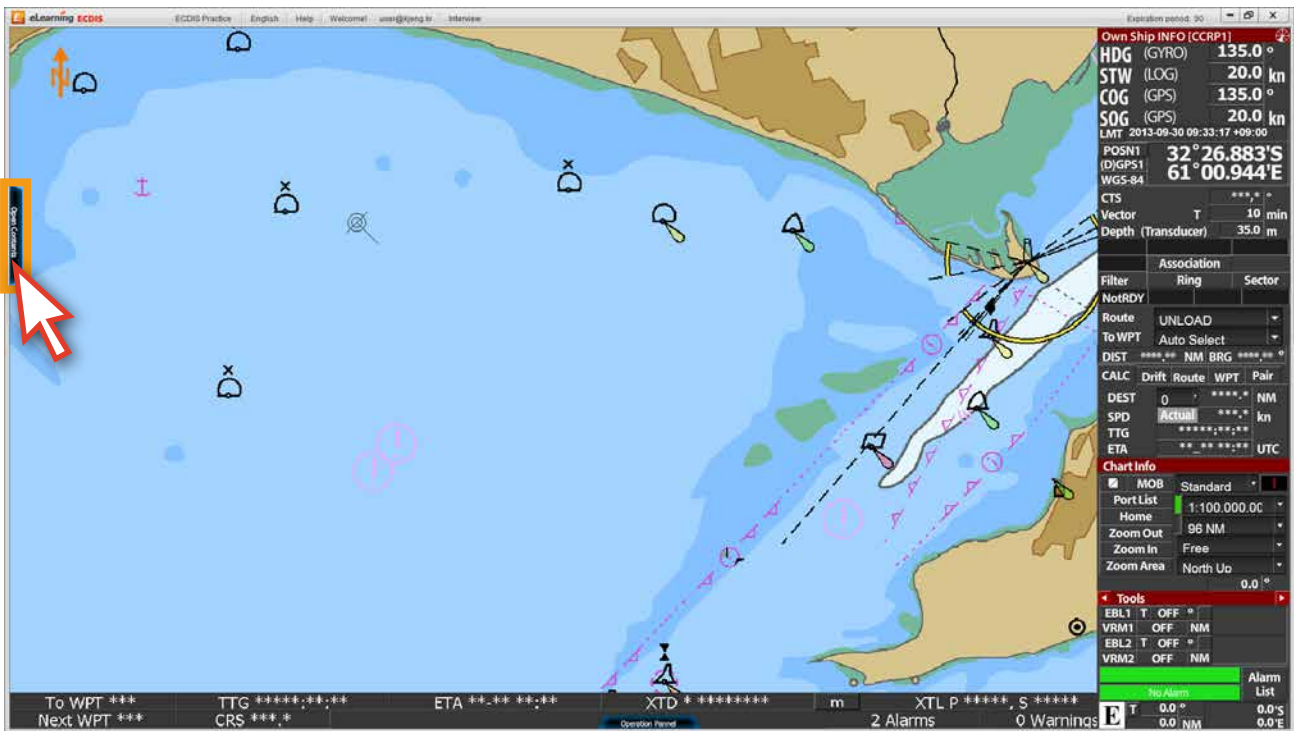 eLearning ECDIS ECDIS Practice English Help Welcome! user@kjeng.kr Interview Expiration period: 30
N
Open Contents
Own Ship INFO [CCRP1]
HDG (GYRO) 135.0 °
STW (LOG) 20.0 kn
COG (GPS) 135.0 °
SOG (GPS) 20.0 kn
LMT 2013-09-30 09:33:17 +09:00
POSN1 32°26.883'S
(D)GPS1 61°00.944'E
WGS-84
CTS ***.* °
Vector T 10 min
Depth (Transducer) 35.0 m
Association
Filter Ring Sector
NotRDY
Route UNLOAD
To WPT Auto Select
DIST ****.** NM BRG ****.** °
CALC Drift Route WPT Pair
DEST 0 ****.* NM
SPD Actual ***.* kn
TTG *****:**:**
ETA **_** **:** UTC
Chart Info
MOB Standard !
Port List 1:100.000.0C
Home 96 NM
Zoom Out
Zoom In Free
Zoom Area North Up
0.0 °
Tools
EBL1 T OFF °
VRM1 OFF NM
EBL2 T OFF °
VRM2 OFF NM
Alarm
No Alarm List
E T 0.0 ° 0.0'S
0.0 NM 0.0'E
To WPT *** TTG *****:**:** ETA **-** **:** XTD * ******** m XTL P *****, S *****
Next WPT *** CRS ***.* Operation Pannel 2 Alarms 0 Warnings